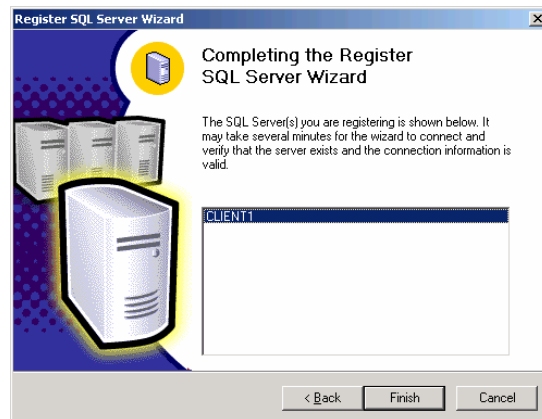 Register SQL Server Wizard
Completing the Register
SQL Server Wizard
The SQL Server(s) you are registering is shown below. It
may take several minutes for the wizard to connect and
verify that the server exists and the connection information is
valid.
CLIENT1
< Back
Finish
Cancel